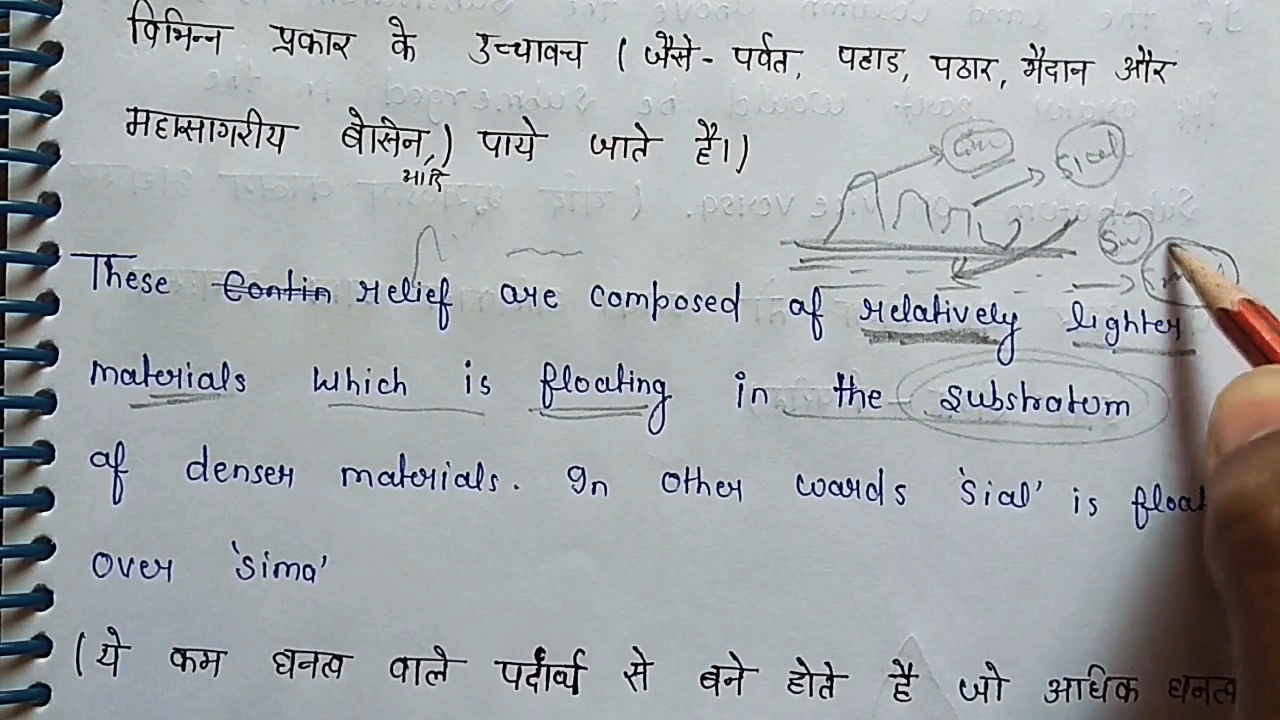 विभिन्न प्रकार के उच्चावच ( जैसे - पर्वत, पहाड, पठार, मैदान और
महासागरीय बेसिन, ) पाये जाते है।)
आदि
Sial
These Contin relief are composed of relatively lighter
materials which is floating in the substratum
of denser materials. In other words 'sial' is float
over 'sima'
(ये कम घनत्व वाले पदार्थ से बने होते है जो अधिक घनत्व